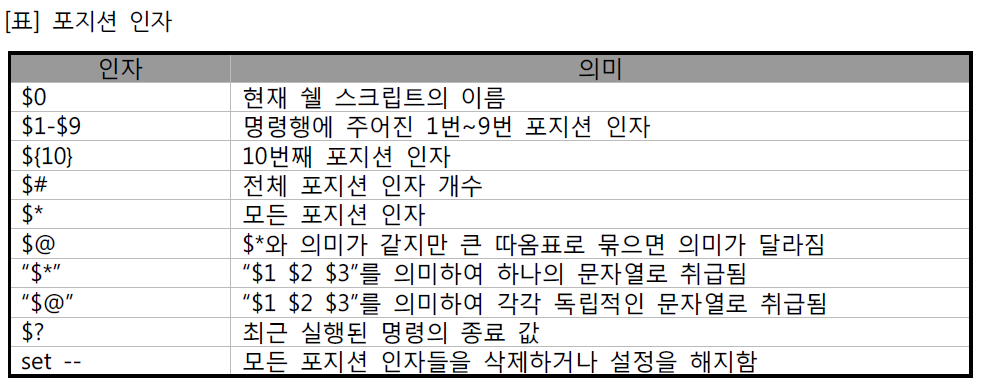 [표] 포지션 인자
인자 의미
$0 현재 쉘 스크립트의 이름
$1-$9 명령행에 주어진 1번~9번 포지션 인자
${10} 10번째 포지션 인자
$# 전체 포지션 인자 개수
$* 모든 포지션 인자
$@ $*와 의미가 같지만 큰 따옴표로 묶으면 의미가 달라짐
“$*” “$1 $2 $3”를 의미하여 하나의 문자열로 취급됨
“$@” “$1 $2 $3”를 의미하여 각각 독립적인 문자열로 취급됨
$? 최근 실행된 명령의 종료 값
set -- 모든 포지션 인자들을 삭제하거나 설정을 해지함